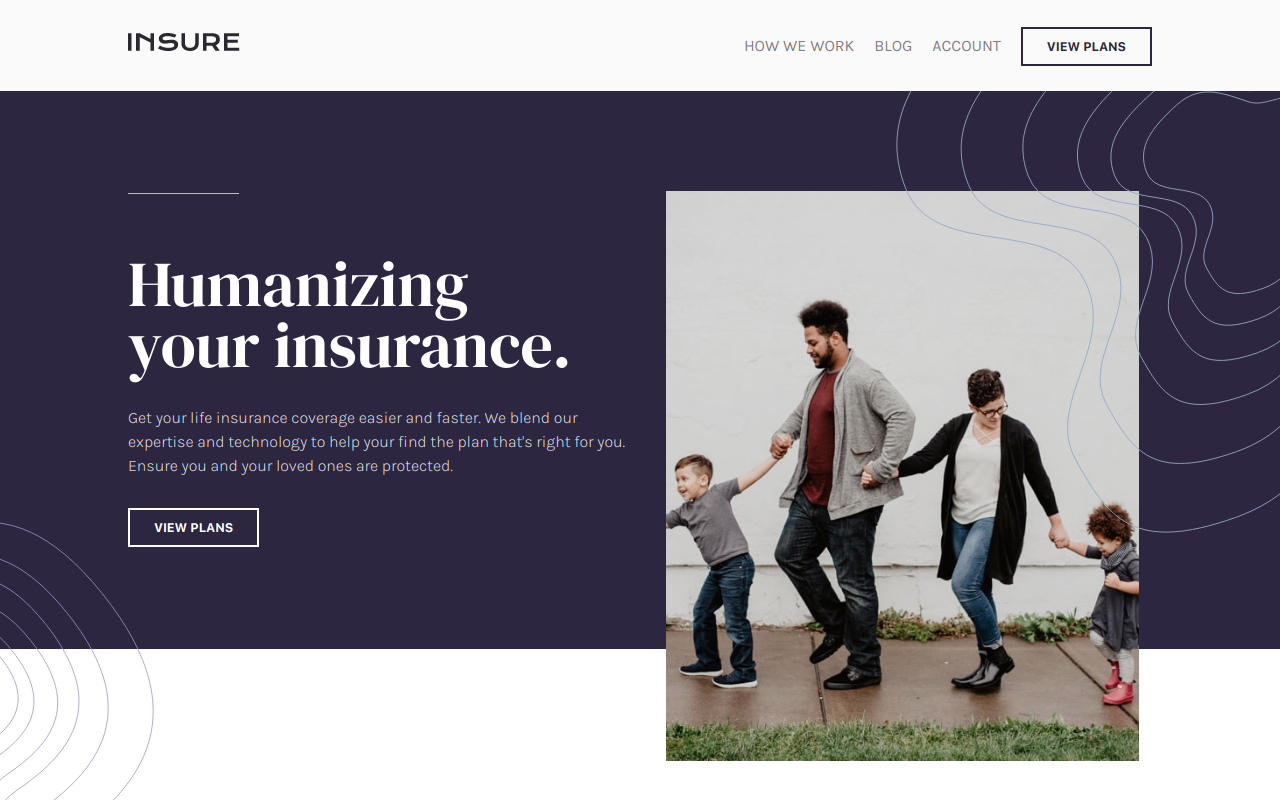 INSURE
HOW WE WORK BLOG ACCOUNT VIEW PLANS
Humanizing
your insurance.
Get your life insurance coverage easier and faster. We blend our
expertise and technology to help your find the plan that's right for you.
Ensure you and your loved ones are protected.
VIEW PLANS